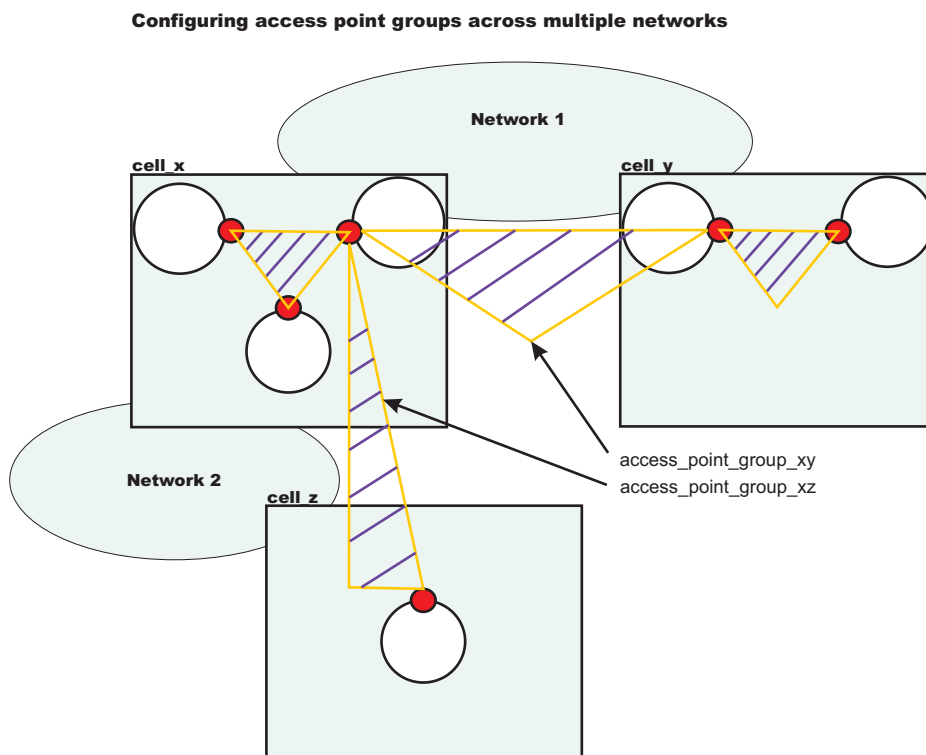 Configuring access point groups across multiple networks
Network 1
cell_x
cell_y
access_point_group_xy
access_point_group_xz
Network 2
cell_z